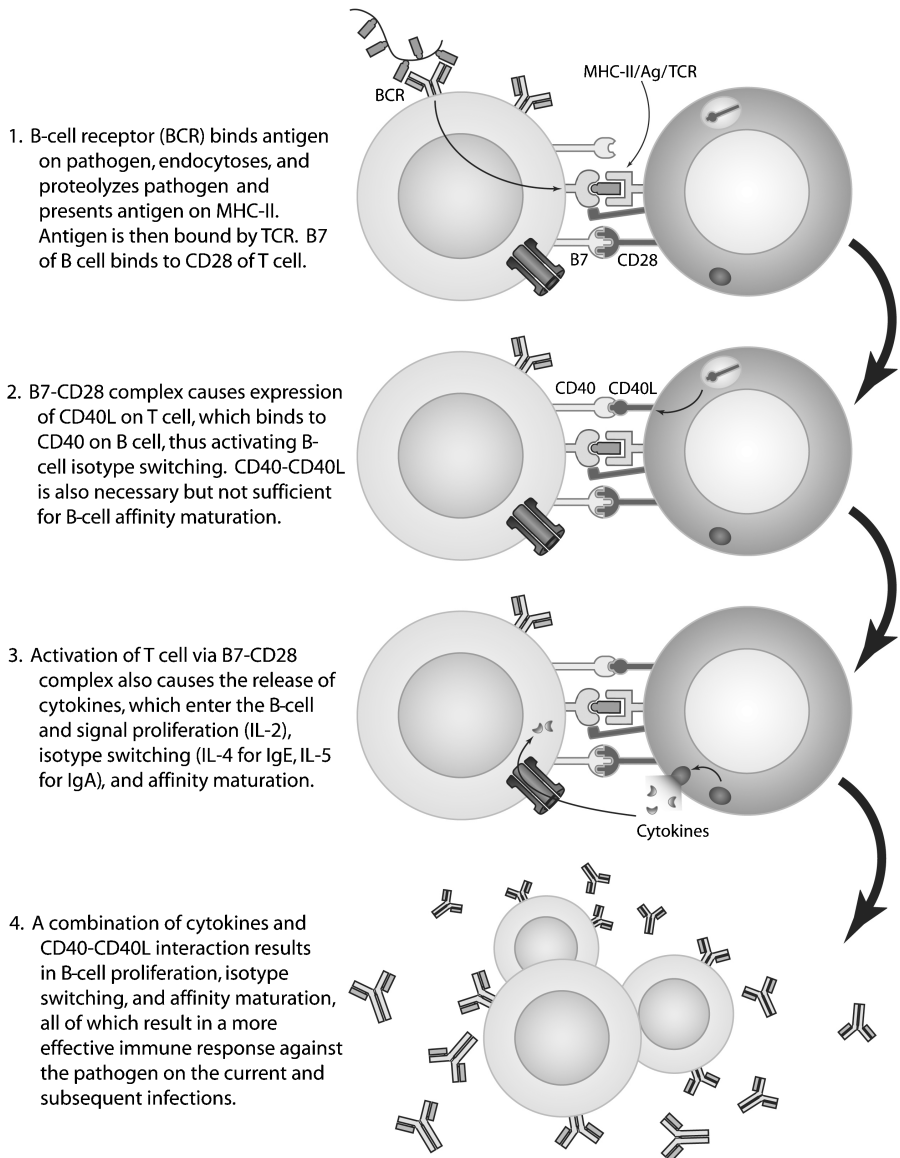 BCR
MHC-II/Ag/TCR
1. B-cell receptor (BCR) binds antigen
on pathogen, endocytoses, and
proteolyzes pathogen and
presents antigen on MHC-II.
Antigen is then bound by TCR. B7
of B cell binds to CD28 of T cell.
B7
CD28
2. B7-CD28 complex causes expression
of CD40L on T cell, which binds to
CD40 on B cell, thus activating B-
cell isotype switching. CD40-CD40L
is also necessary but not sufficient
for B-cell affinity maturation.
CD40
CD40L
3. Activation of T cell via B7-CD28
complex also causes the release of
cytokines, which enter the B-cell
and signal proliferation (IL-2),
isotype switching (IL-4 for IgE, IL-5
for IgA), and affinity maturation.
Cytokines
4. A combination of cytokines and
CD40-CD40L interaction results
in B-cell proliferation, isotype
switching, and affinity maturation,
all of which result in a more
effective immune response against
the pathogen on the current and
subsequent infections.